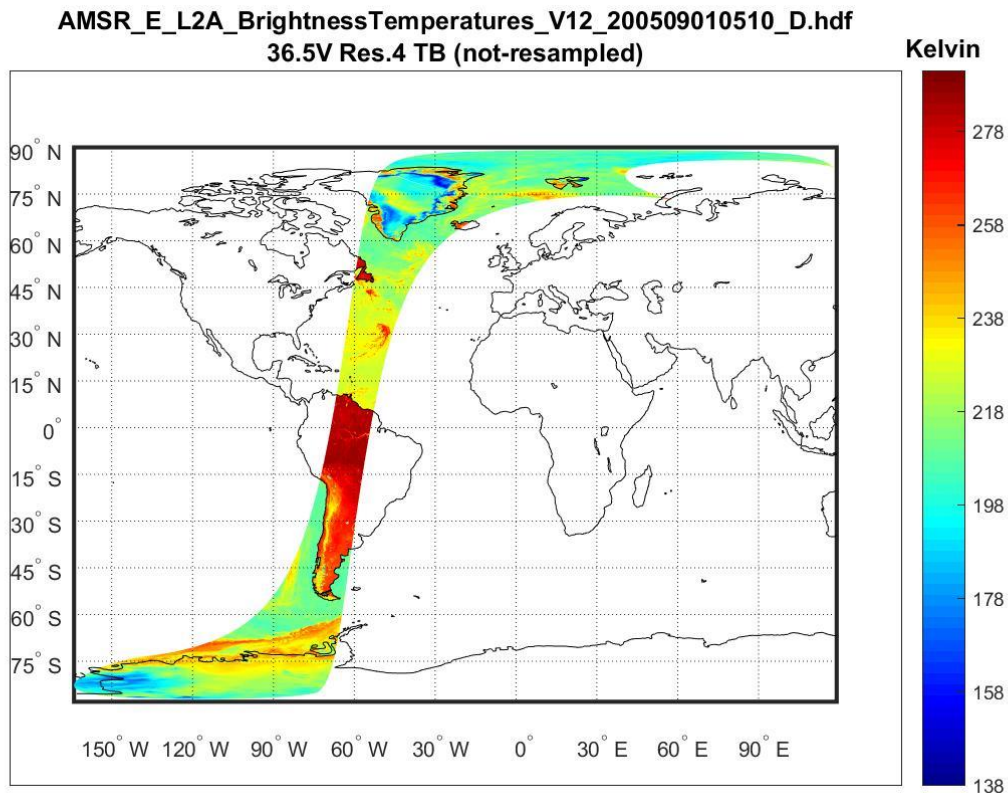 AMSR_E_L2A_BrightnessTemperatures_V12_200509010510_D.hdf
36.5V Res.4 TB (not-resampled)
Kelvin
90° N
75° N
60° N
45° N
30° N
15° N
0°
15° S
30° S
45° S
60° S
75° S
150° W 120° W 90° W 60° W 30° W 0° 30° E 60° E 90° E
278
258
238
218
198
178
158
138